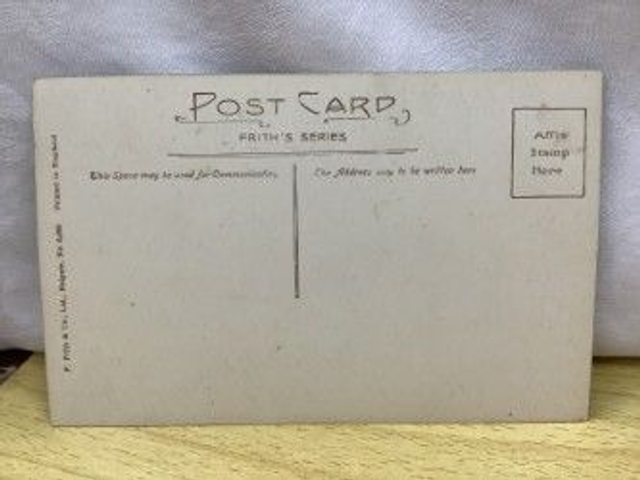 POST CARD
FRITH'S SERIES
This Space may be used for Communication.
The Address only to be written here
Affix
Stamp
Here
F. Frith & Co., Ltd., Reigate. Printed in England